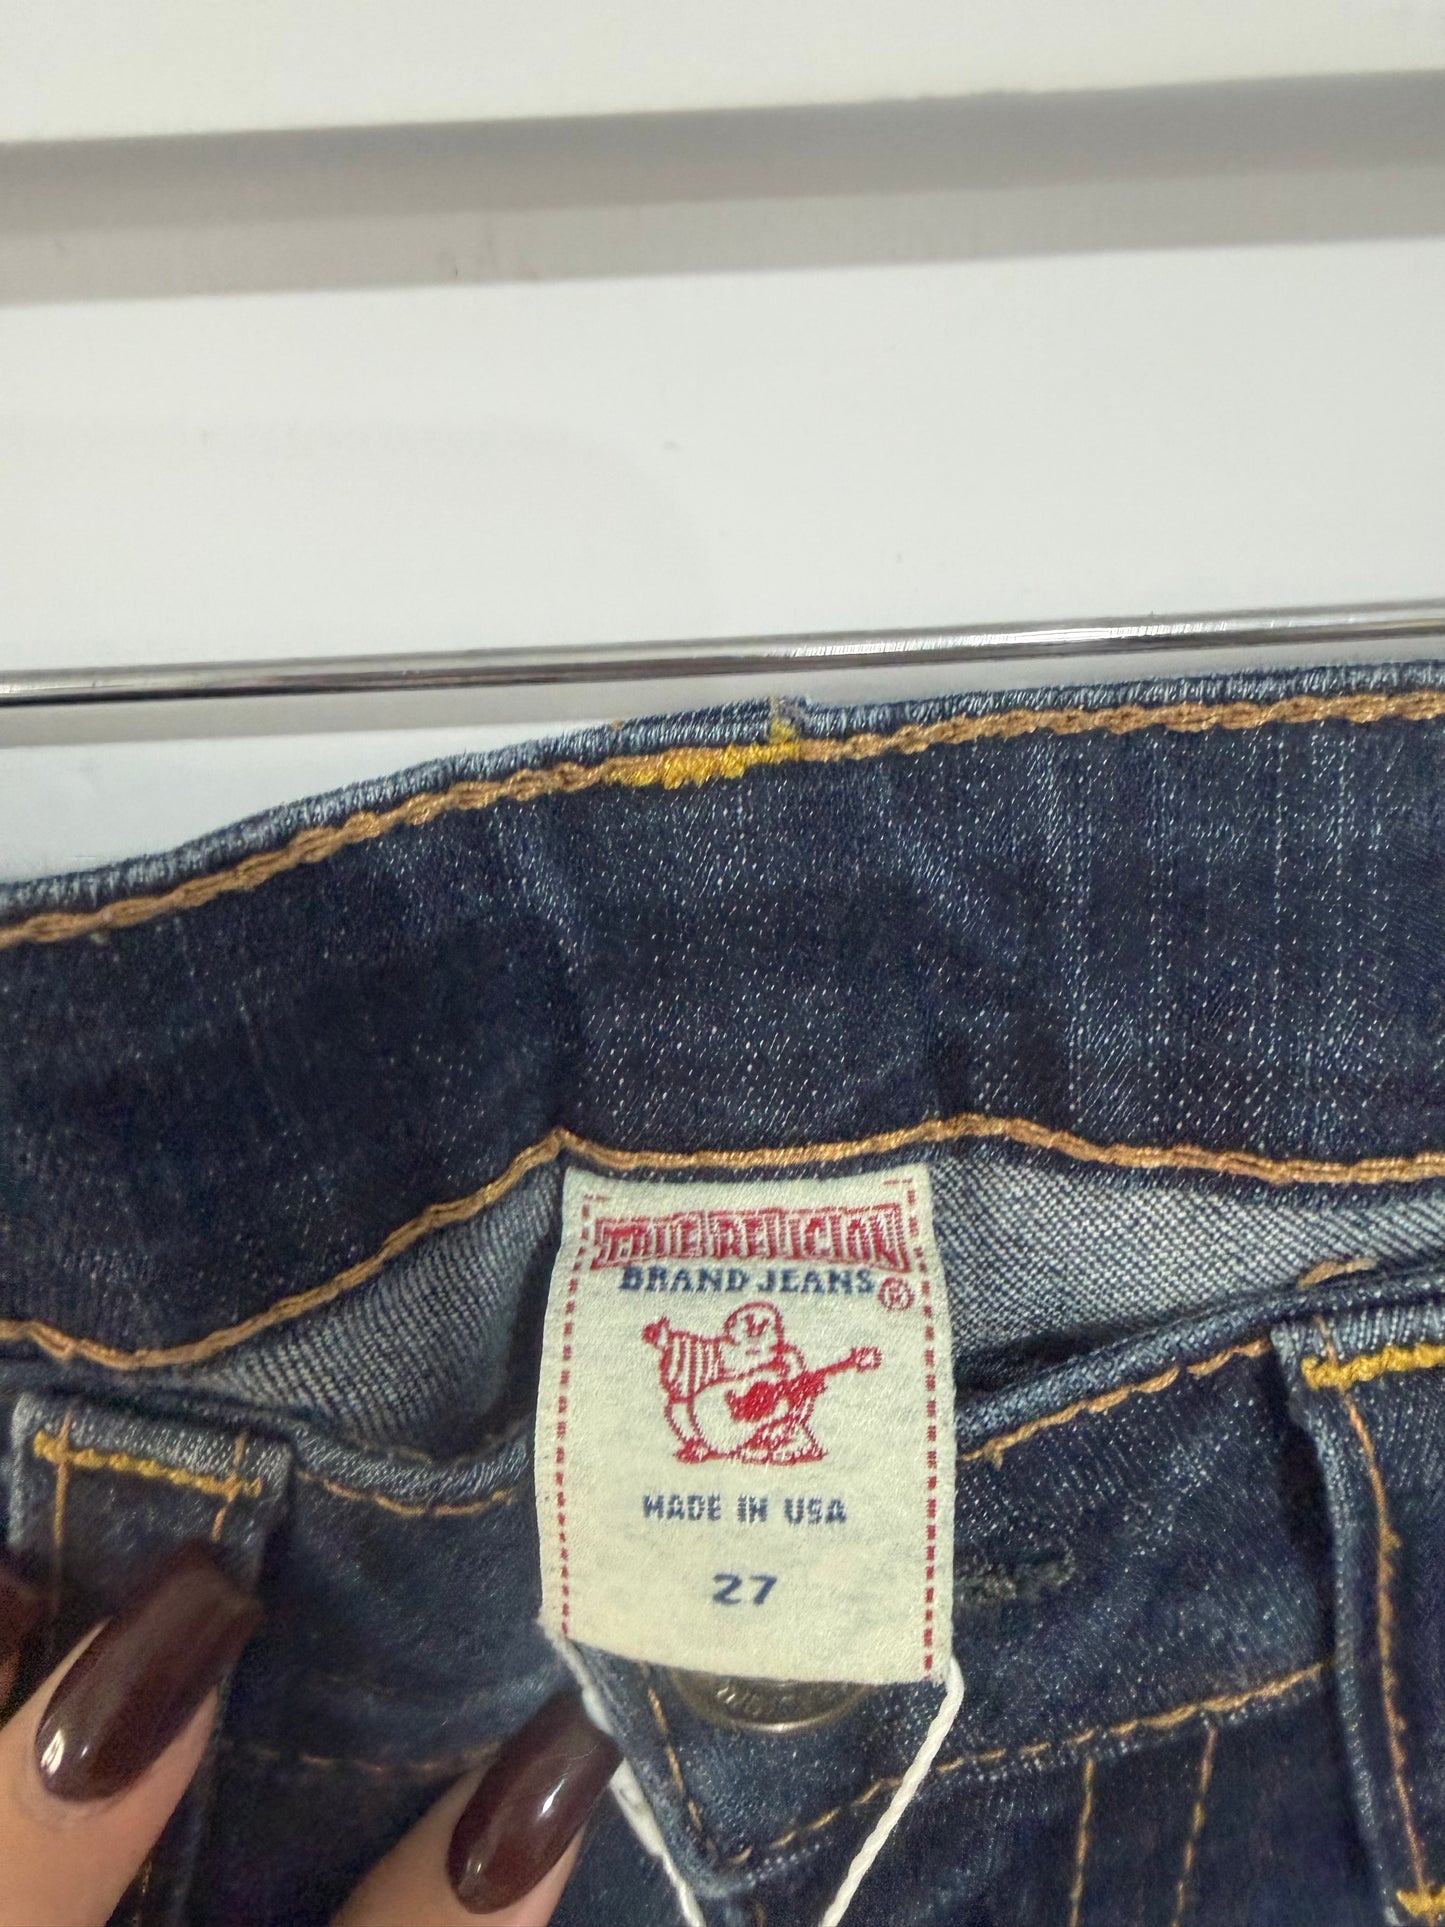 TRUE RELIGION
BRAND JEANS ®
MADE IN USA
27